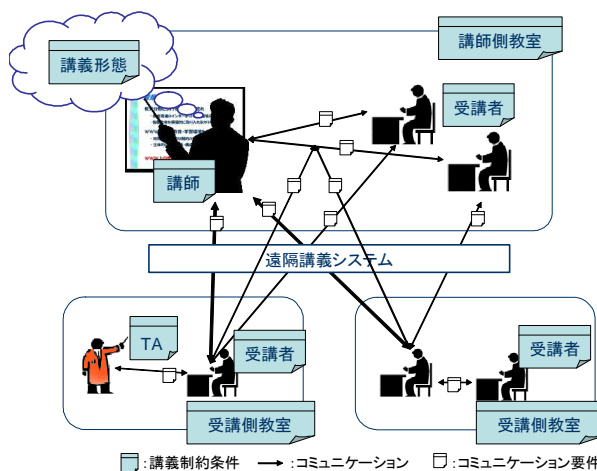 講義形態
講師側教室
受講者
講師
遠隔講義システム
TA
受講者
受講者
受講側教室
受講側教室
:講義制約条件
:コミュニケーション
:コミュニケーション要件